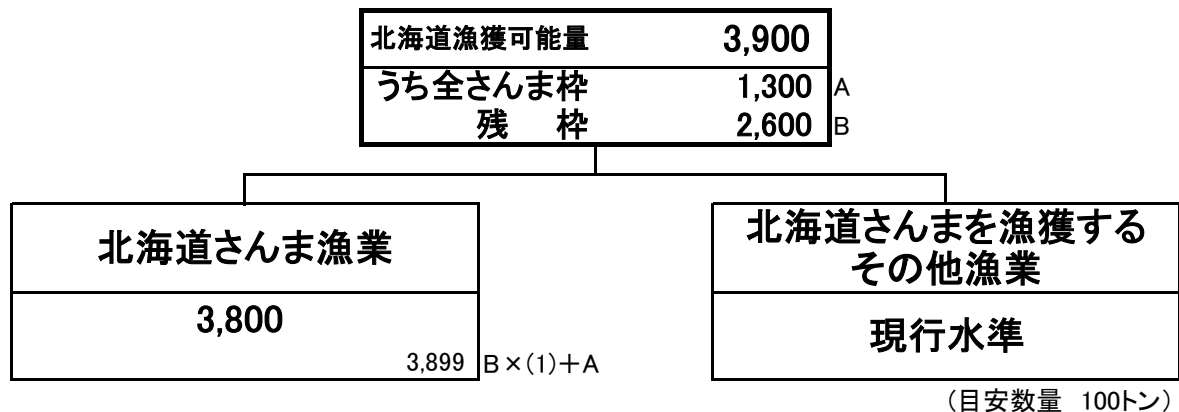 北海道漁獲可能量 3,900
うち全さんま枠 1,300 A
残 枠 2,600 B
北海道さんま漁業
3,800
3,899 B×(1)+A
北海道さんまを漁獲する
その他漁業
現行水準
(目安数量 100トン)